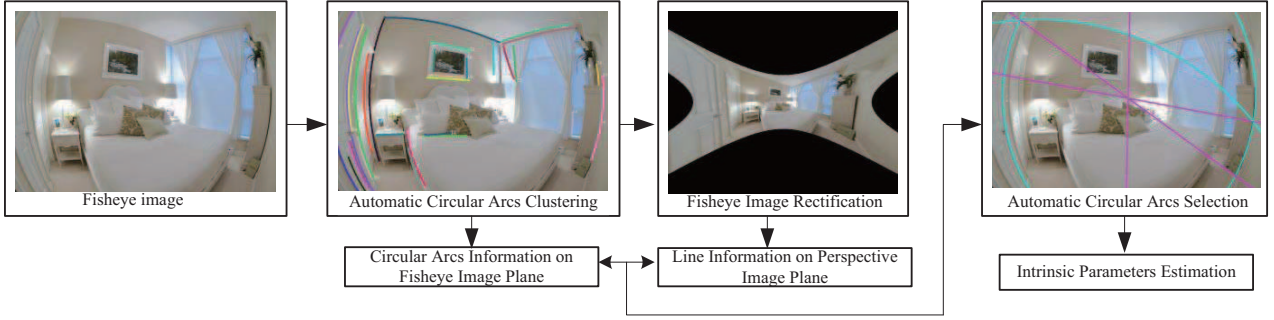 Fisheye image
Automatic Circular Arcs Clustering
Fisheye Image Rectification
Automatic Circular Arcs Selection
Circular Arcs Information on
Fisheye Image Plane
Line Information on Perspective
Image Plane
Intrinsic Parameters Estimation